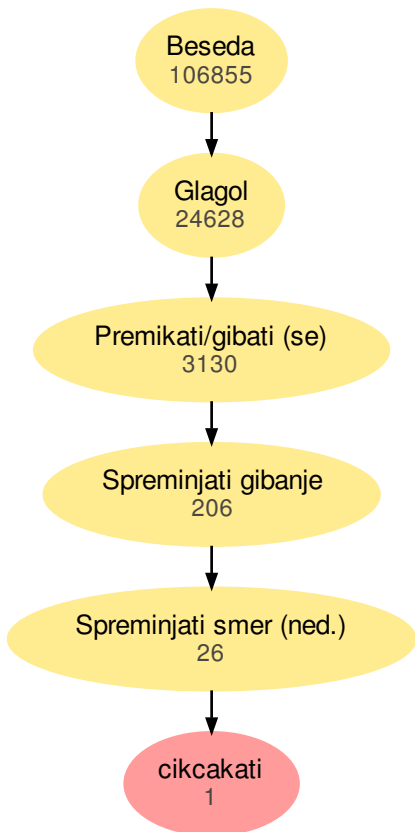 Beseda
106855
Glagol
24628
Premikati/gibati (se)
3130
Spreminjati gibanje
206
Spreminjati smer (ned.)
26
cikcakati
1